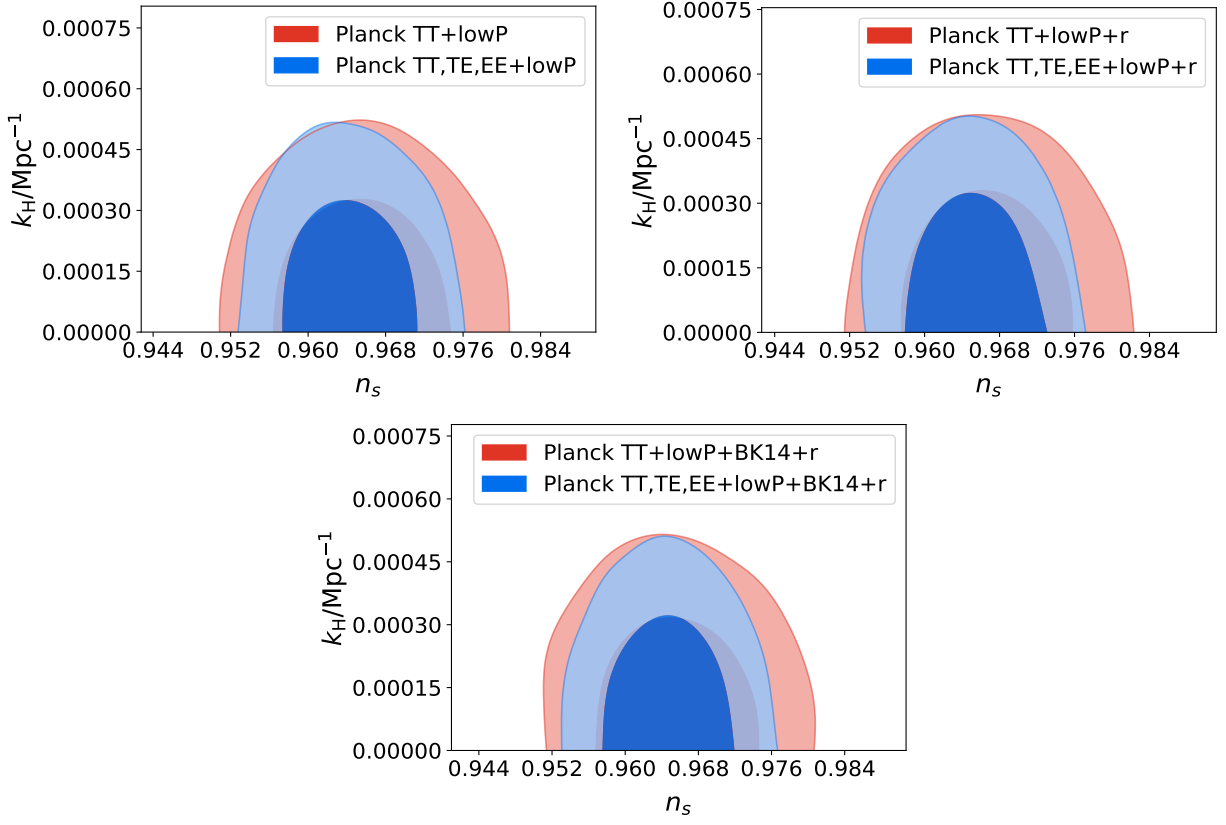 0.00075
0.00060
0.00045
0.00030
0.00015
0.00000
k_H/Mpc⁻¹
Planck TT+lowP
Planck TT,TE,EE+lowP
0.944 0.952 0.960 0.968 0.976 0.984
n_s
0.00075
0.00060
0.00045
0.00030
0.00015
0.00000
k_H/Mpc⁻¹
Planck TT+lowP+r
Planck TT,TE,EE+lowP+r
0.944 0.952 0.960 0.968 0.976 0.984
n_s
0.00075
0.00060
0.00045
0.00030
0.00015
0.00000
k_H/Mpc⁻¹
Planck TT+lowP+BK14+r
Planck TT,TE,EE+lowP+BK14+r
0.944 0.952 0.960 0.968 0.976 0.984
n_s